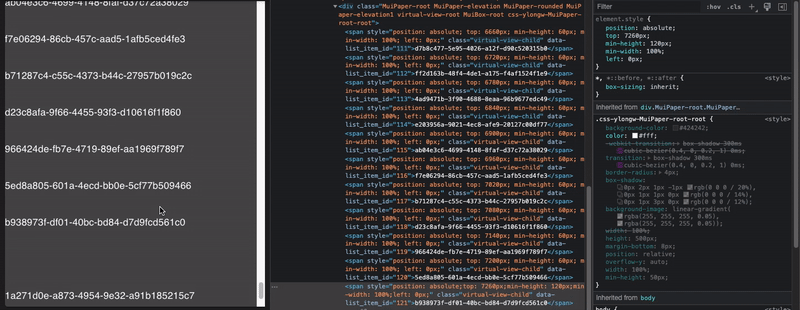 ab04e3c6-4699-4148-8faf-d37c72a38029
f7e06294-86cb-457c-aad5-1afb5ced4fe3
b71287c4-c55c-4373-b44c-27957b019c2c
d23c8afa-9f66-4455-93f3-d10616f1f860
966424de-fb7e-4719-89ef-aa1969f789f7
5ed8a805-601a-4ecd-bb0e-5cf77b509466
b938973f-df01-40bc-bd84-d7d9fcd561c0
1a271d0e-a873-4954-9e32-a91b185215c7
<div class="MuiPaper-root MuiPaper-elevation MuiPaper-rounded MuiP
aper-elevation1 virtual-view-root MuiBox-root css-ylongw-MuiPaper-
root-root">
<span style="position: absolute; top: 6660px; min-height: 60px; m
in-width: 100%; left: 0px;" class="virtual-view-child" data-
list_item_id="111">d7b8c477-5e95-4026-a12f-d90c520315b0</span>
<span style="position: absolute; top: 6720px; min-height: 60px; m
in-width: 100%; left: 0px;" class="virtual-view-child" data-
list_item_id="112">ff2d163b-48f4-4de1-a175-f4af1524f1e9</span>
<span style="position: absolute; top: 6780px; min-height: 60px; m
in-width: 100%; left: 0px;" class="virtual-view-child" data-
list_item_id="113">4ad9471b-3f90-4688-8eaa-96b9677edc49</span>
<span style="position: absolute; top: 6840px; min-height: 60px; m
in-width: 100%; left: 0px;" class="virtual-view-child" data-
list_item_id="114">e203956a-9021-4ec8-afe9-20127c00df77</span>
<span style="position: absolute; top: 6900px; min-height: 60px; m
in-width: 100%; left: 0px;" class="virtual-view-child" data-
list_item_id="115">ab04e3c6-4699-4148-8faf-d37c72a38029</span>
<span style="position: absolute; top: 6960px; min-height: 60px; m
in-width: 100%; left: 0px;" class="virtual-view-child" data-
list_item_id="116">f7e06294-86cb-457c-aad5-1afb5ced4fe3</span>
<span style="position: absolute; top: 7020px; min-height: 60px; m
in-width: 100%; left: 0px;" class="virtual-view-child" data-
list_item_id="117">b71287c4-c55c-4373-b44c-27957b019c2c</span>
<span style="position: absolute; top: 7080px; min-height: 60px; m
in-width: 100%; left: 0px;" class="virtual-view-child" data-
list_item_id="118">d23c8afa-9f66-4455-93f3-d10616f1f860</span>
<span style="position: absolute; top: 7140px; min-height: 60px; m
in-width: 100%; left: 0px;" class="virtual-view-child" data-
list_item_id="119">966424de-fb7e-4719-89ef-aa1969f789f7</span>
<span style="position: absolute; top: 7200px; min-height: 60px; m
in-width: 100%; left: 0px;" class="virtual-view-child" data-
list_item_id="120">5ed8a805-601a-4ecd-bb0e-5cf77b509466</span>
<span style="position: absolute;top: 7260px;min-height: 120px;min
-width: 100%;left: 0px;" class="virtual-view-child" data-
list_item_id="121">b938973f-df01-40bc-bd84-d7d9fcd561c0</span>
Filter :hov .cls
element.style {
position: absolute;
top: 7260px;
min-height: 120px;
min-width: 100%;
left: 0px;
}
*, *::before, *::after { <style>
box-sizing: inherit;
}
Inherited from div.MuiPaper-root.MuiPaper…
.css-ylongw-MuiPaper-root-root { <style>
background-color: #424242;
color: #fff;
-webkit-transition: box-shadow 300ms
cubic-bezier(0.4, 0, 0.2, 1) 0ms;
transition: box-shadow 300ms
cubic-bezier(0.4, 0, 0.2, 1) 0ms;
border-radius: 4px;
box-shadow:
0px 2px 1px -1px rgb(0 0 0 / 20%),
0px 1px 1px 0px rgb(0 0 0 / 14%),
0px 1px 3px 0px rgb(0 0 0 / 12%);
background-image: linear-gradient(
rgba(255, 255, 255, 0.05),
rgba(255, 255, 255, 0.05));
width: 100%;
height: 500px;
margin-bottom: 0px;
position: relative;
overflow-y: auto;
width: 100%;
min-height: 50px;
}
Inherited from body
body { <style>